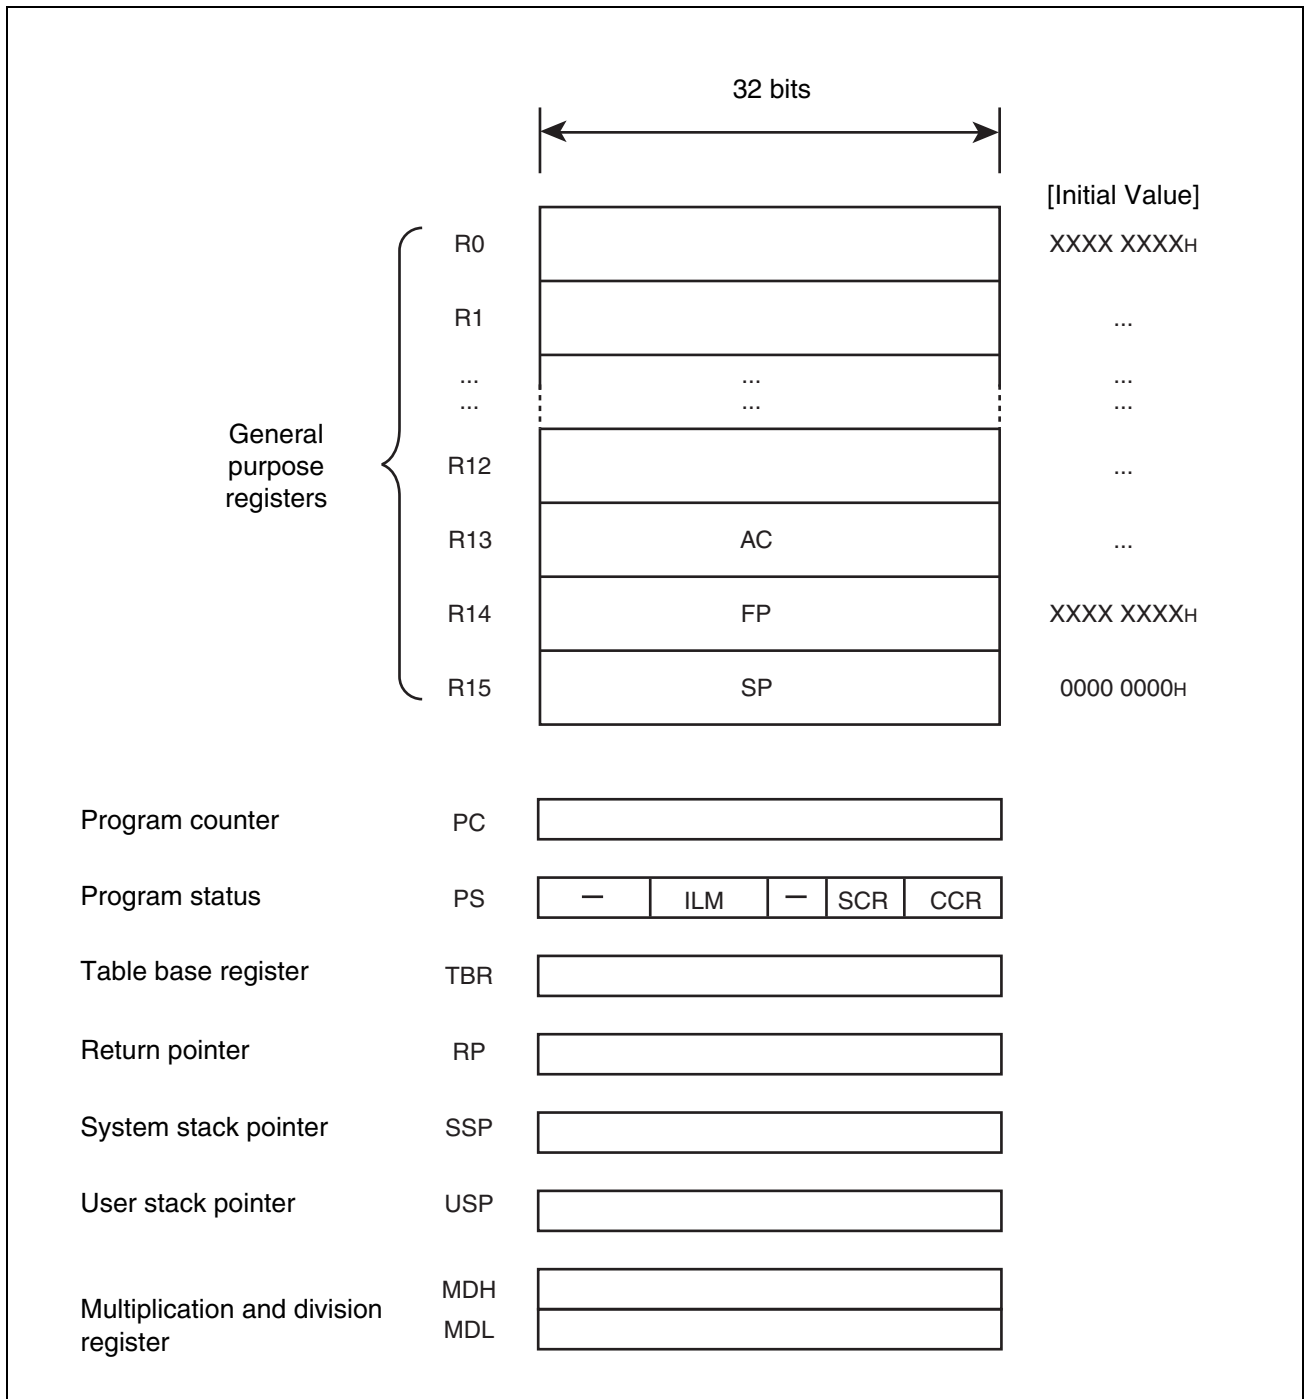 32 bits
[Initial Value]
R0 XXXX XXXXH
R1 ...
... ... ...
... ... ...
General
purpose
registers
R12 ...
R13 AC ...
R14 FP XXXX XXXXH
R15 SP 0000 0000H
Program counter PC
Program status PS — ILM — SCR CCR
Table base register TBR
Return pointer RP
System stack pointer SSP
User stack pointer USP
Multiplication and division
register
MDH
MDL